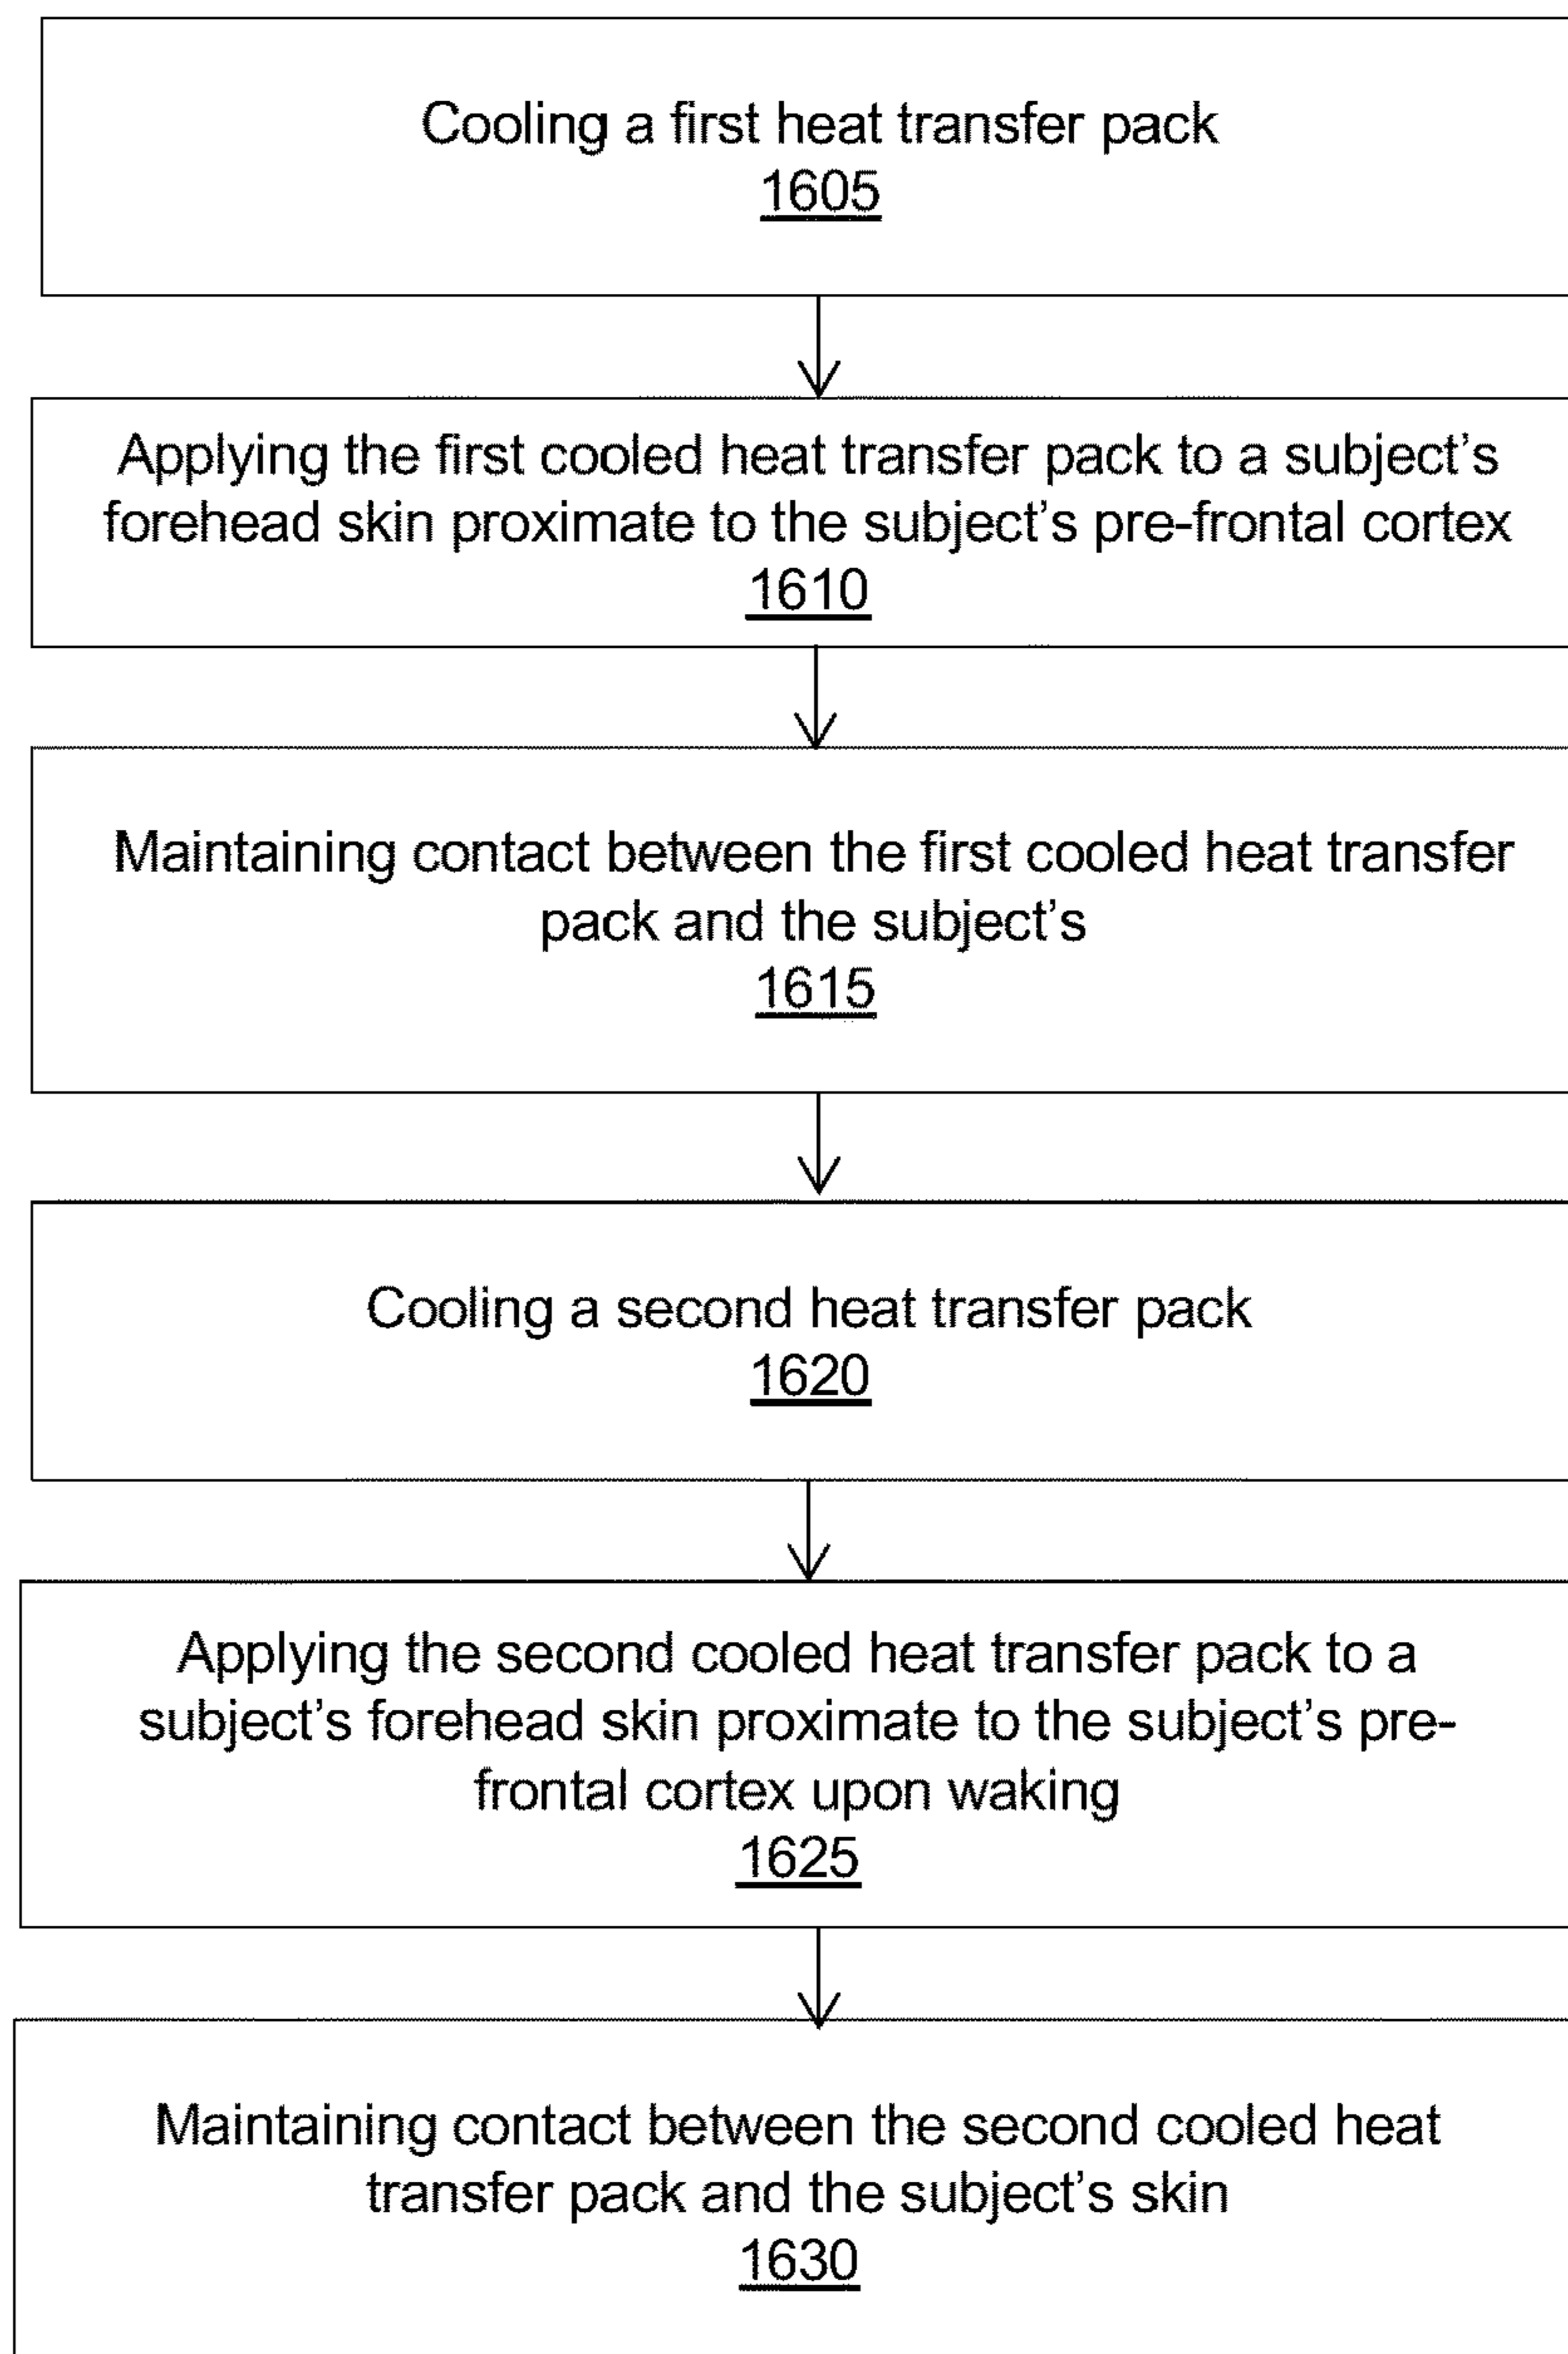 Cooling a first heat transfer pack
1605
Applying the first cooled heat transfer pack to a subject's
forehead skin proximate to the subject's pre-frontal cortex
1610
Maintaining contact between the first cooled heat transfer
pack and the subject's
1615
Cooling a second heat transfer pack
1620
Applying the second cooled heat transfer pack to a
subject's forehead skin proximate to the subject's pre-
frontal cortex upon waking
1625
Maintaining contact between the second cooled heat
transfer pack and the subject's skin
1630